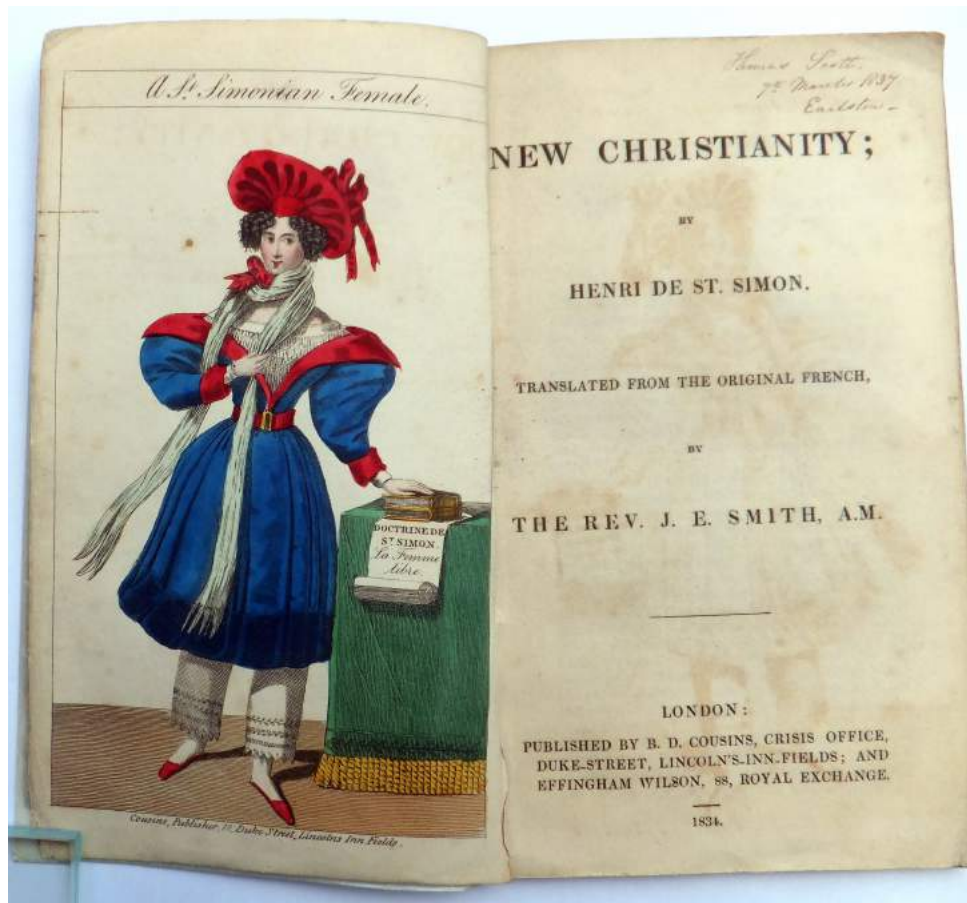 A St. Simonian Female.
DOCTRINE DE
ST SIMON
La Femme
libre.
Cousins, Publisher, 18, Duke Street, Lincolns Inn Fields.
Thomas Scott.
7th March 1837
Earlston -
NEW CHRISTIANITY;
BY
HENRI DE ST. SIMON.
TRANSLATED FROM THE ORIGINAL FRENCH,
BY
THE REV. J. E. SMITH, A.M.
LONDON:
PUBLISHED BY B. D. COUSINS, CRISIS OFFICE,
DUKE-STREET, LINCOLN'S-INN-FIELDS; AND
EFFINGHAM WILSON, 88, ROYAL EXCHANGE.
1834.